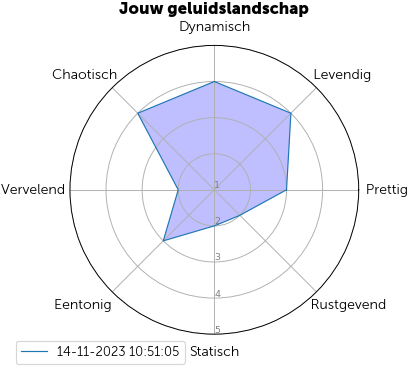 Jouw geluidslandschap
Dynamisch
Chaotisch
Levendig
Vervelend
Prettig
1
2
3
4
5
Eentonig
Rustgevend
Statisch
14-11-2023 10:51:05